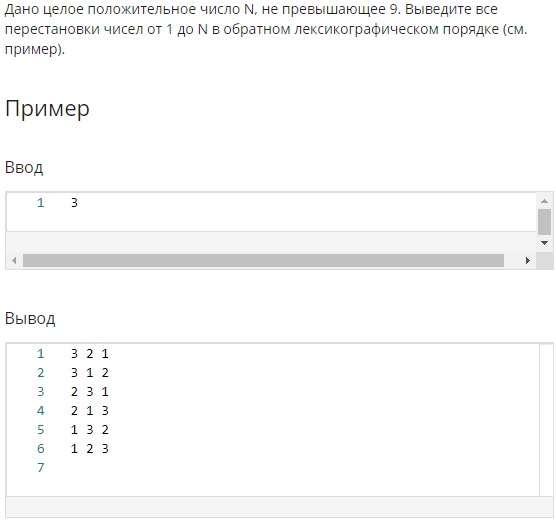 Дано целое положительное число N, не превышающее 9. Выведите все
перестановки чисел от 1 до N в обратном лексикографическом порядке (см.
пример).
Пример
Ввод
1 3
Вывод
1 3 2 1
2 3 1 2
3 2 3 1
4 2 1 3
5 1 3 2
6 1 2 3
7